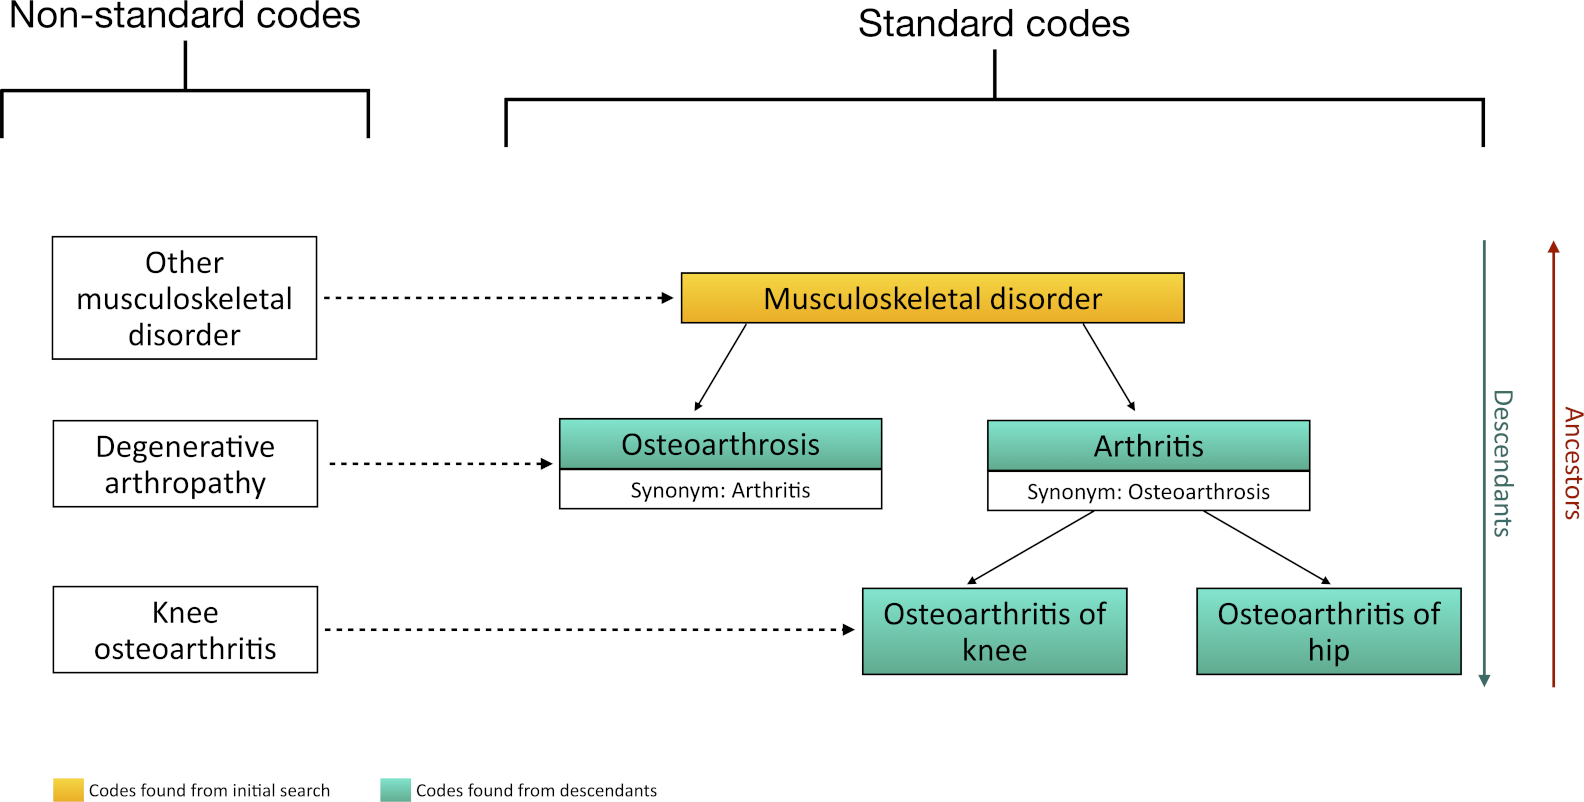 Non-standard codes
Standard codes
Other
musculoskeletal
disorder
Musculoskeletal disorder
Degenerative
arthropathy
Osteoarthrosis
Synonym: Arthritis
Arthritis
Synonym: Osteoarthrosis
Knee
osteoarthritis
Osteoarthritis of
knee
Osteoarthritis of
hip
Descendants
Ancestors
Codes found from initial search
Codes found from descendants